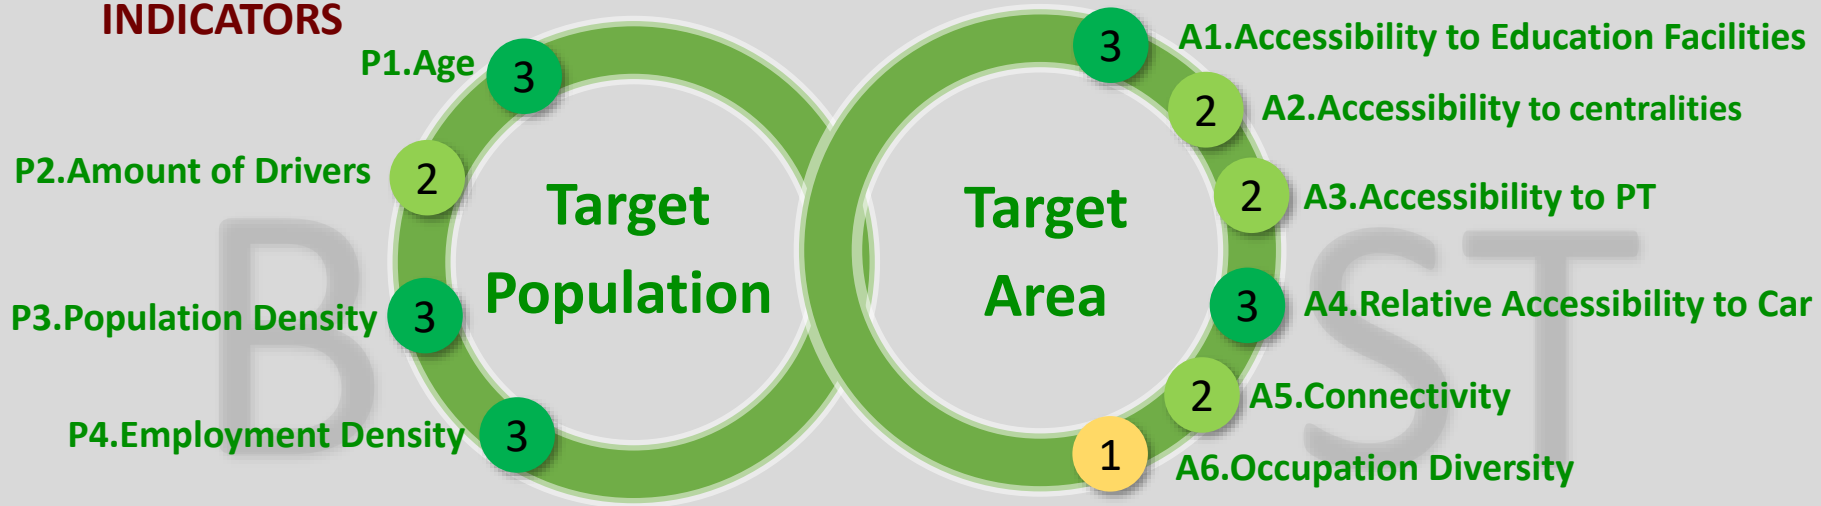 INDICATORS
P1.Age
3
P2.Amount of Drivers
2
P3.Population Density
3
P4.Employment Density
3
Target
Population
Target
Area
3
A1.Accessibility to Education Facilities
2
A2.Accessibility to centralities
2
A3.Accessibility to PT
3
A4.Relative Accessibility to Car
2
A5.Connectivity
1
A6.Occupation Diversity
B ST